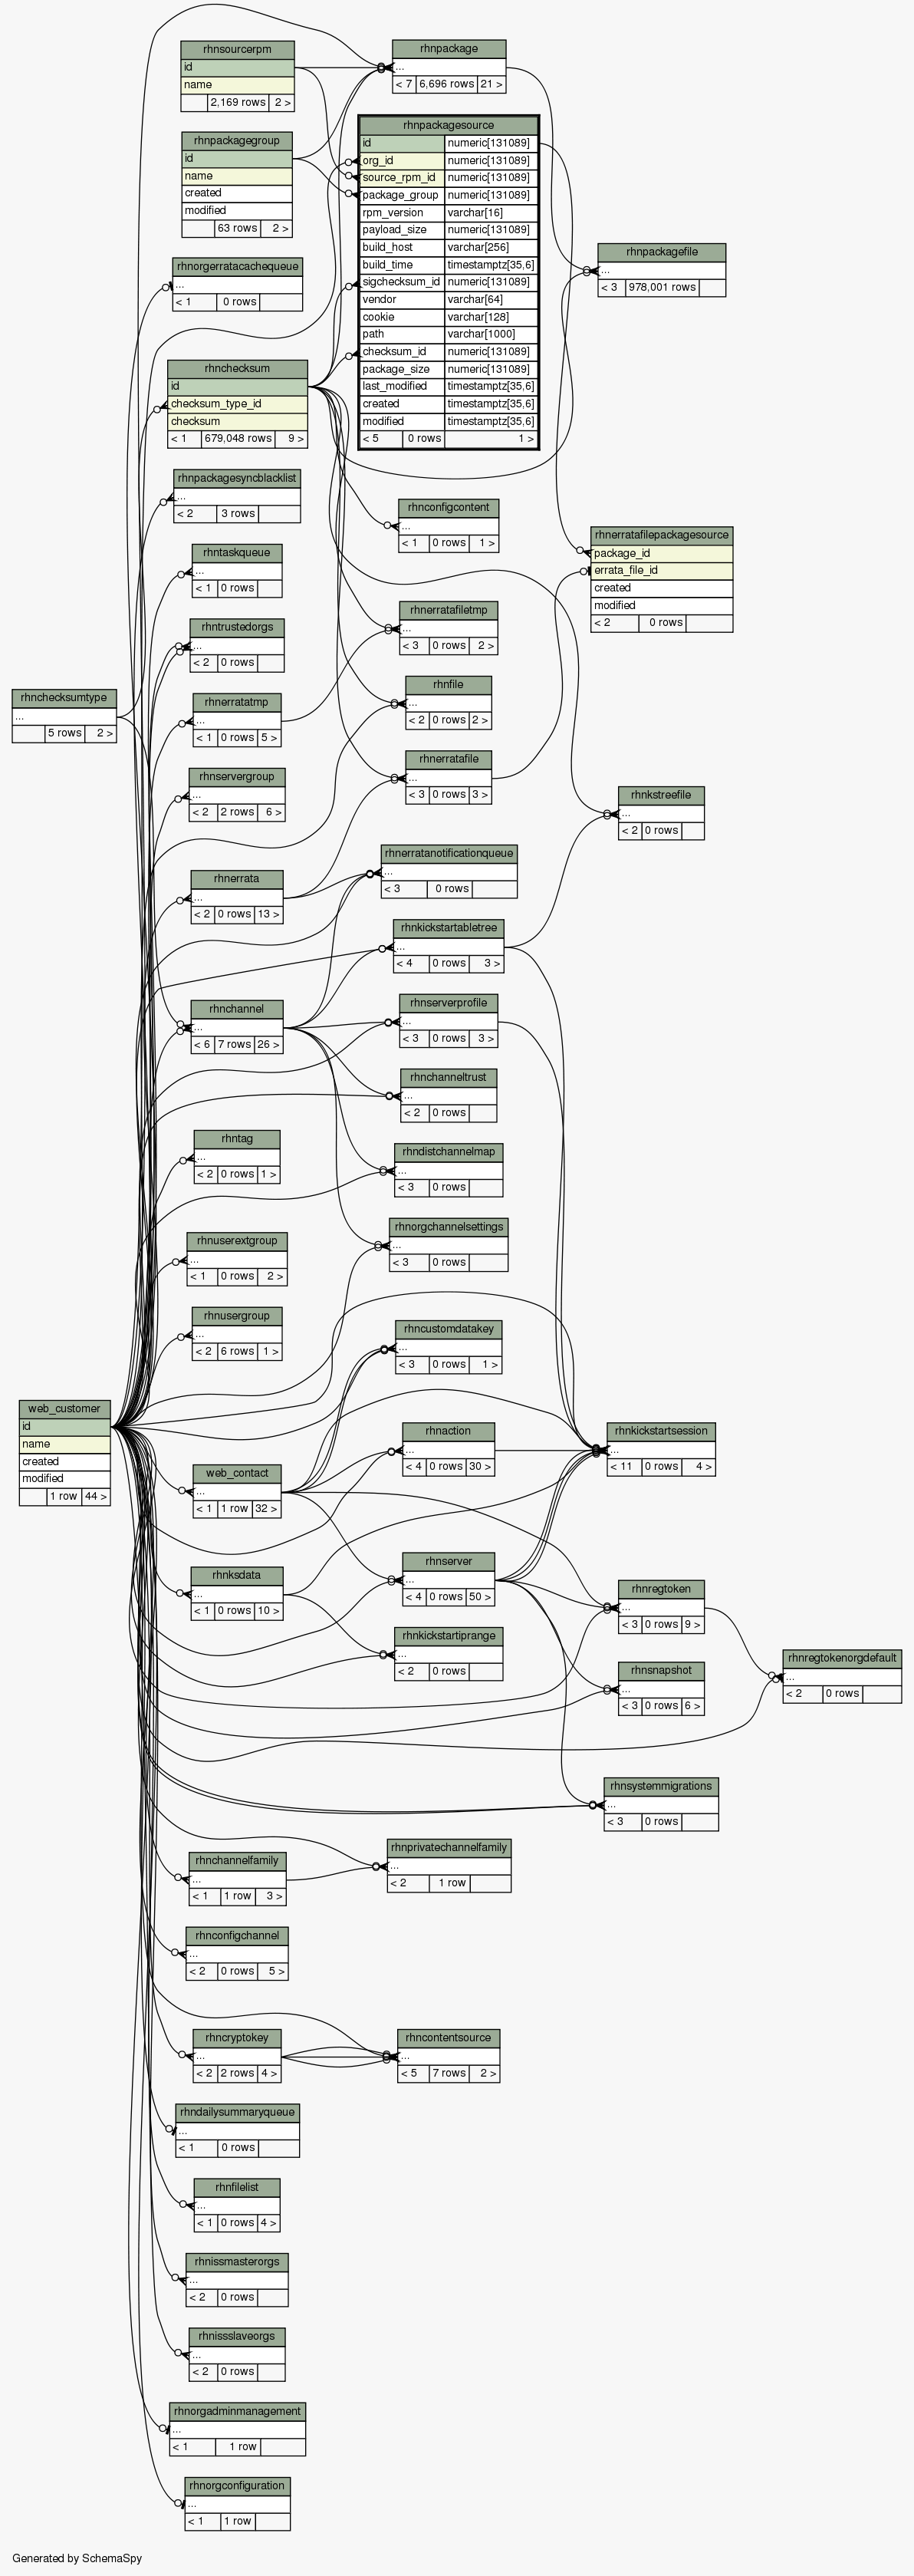 rhnpackage
...
< 7 6,696 rows 21 >
rhnsourcerpm
id
name
2,169 rows 2 >
rhnpackagegroup
id
name
created
modified
63 rows 2 >
rhnpackagesource
id numeric[131089]
org_id numeric[131089]
source_rpm_id numeric[131089]
package_group numeric[131089]
rpm_version varchar[16]
payload_size numeric[131089]
build_host varchar[256]
build_time timestamptz[35,6]
sigchecksum_id numeric[131089]
vendor varchar[64]
cookie varchar[128]
path varchar[1000]
checksum_id numeric[131089]
package_size numeric[131089]
last_modified timestamptz[35,6]
created timestamptz[35,6]
modified timestamptz[35,6]
< 5 0 rows 1 >
rhnpackagefile
...
< 3 978,001 rows
rhnorgerratacachequeue
...
< 1 0 rows
rhnchecksum
id
checksum_type_id
checksum
< 1 679,048 rows 9 >
rhnpackagesyncblacklist
...
< 2 3 rows
rhnconfigcontent
...
< 1 0 rows 1 >
rhnerratafilepackagesource
package_id
errata_file_id
created
modified
< 2 0 rows
rhntaskqueue
...
< 1 0 rows
rhnerratafiletmp
...
< 3 0 rows 2 >
rhntrustedorgs
...
< 2 0 rows
rhnfile
...
< 2 0 rows 2 >
rhnchecksumtype
...
5 rows 2 >
rhnerratatmp
...
< 1 0 rows 5 >
rhnerratafile
...
< 3 0 rows 3 >
rhnservergroup
...
< 2 2 rows 6 >
rhnkstreefile
...
< 2 0 rows
rhnerratanotificationqueue
...
< 3 0 rows
rhnerrata
...
< 2 0 rows 13 >
rhnkickstartabletree
...
< 4 0 rows 3 >
rhnserverprofile
...
< 3 0 rows 3 >
rhnchannel
...
< 6 7 rows 26 >
rhnchanneltrust
...
< 2 0 rows
rhntag
...
< 2 0 rows 1 >
rhndistchannelmap
...
< 3 0 rows
rhnorgchannelsettings
...
< 3 0 rows
rhnuserextgroup
...
< 1 0 rows 2 >
rhnusergroup
...
< 2 6 rows 1 >
rhncustomdatakey
...
< 3 0 rows 1 >
web_customer
id
name
created
modified
1 row 44 >
rhnaction
...
< 4 0 rows 30 >
rhnkickstartsession
...
< 11 0 rows 4 >
web_contact
...
< 1 1 row 32 >
rhnserver
...
< 4 0 rows 50 >
rhnksdata
...
< 1 0 rows 10 >
rhnregtoken
...
< 3 0 rows 9 >
rhnkickstartiprange
...
< 2 0 rows
rhnregtokenorgdefault
...
< 2 0 rows
rhnsnapshot
...
< 3 0 rows 6 >
rhnsystemmigrations
...
< 3 0 rows
rhnprivatechannelfamily
...
< 2 1 row
rhnchannelfamily
...
< 1 1 row 3 >
rhnconfigchannel
...
< 2 0 rows 5 >
rhncryptokey
...
< 2 2 rows 4 >
rhncontentsource
...
< 5 7 rows 2 >
rhndailysummaryqueue
...
< 1 0 rows
rhnfilelist
...
< 1 0 rows 4 >
rhnissmasterorgs
...
< 2 0 rows
rhnissslaveorgs
...
< 2 0 rows
rhnorgadminmanagement
...
< 1 1 row
rhnorgconfiguration
...
< 1 1 row
Generated by SchemaSpy